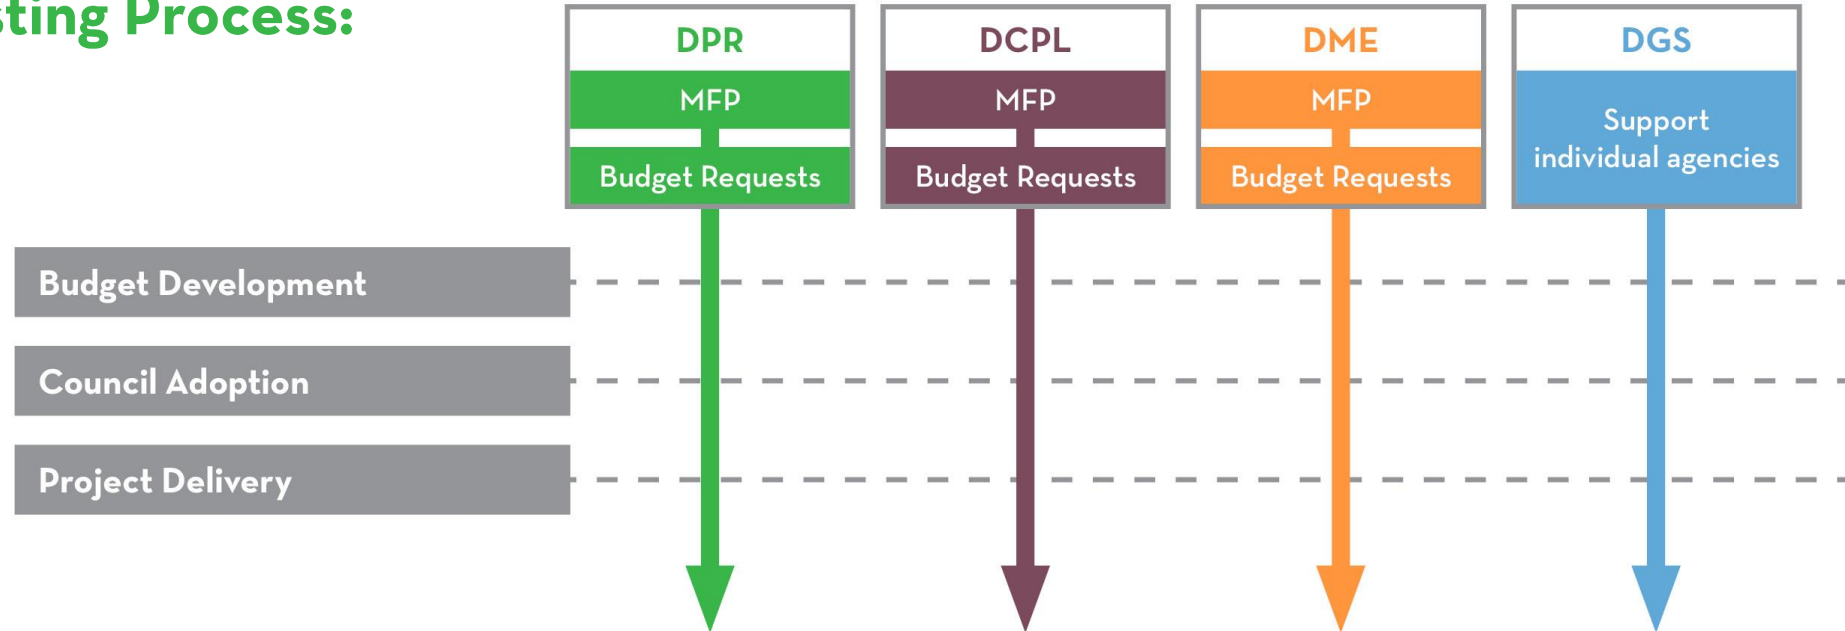 sting Process:
DPR
MFP
Budget Requests
DCPL
MFP
Budget Requests
DME
MFP
Budget Requests
DGS
Support
individual agencies
Budget Development
Council Adoption
Project Delivery